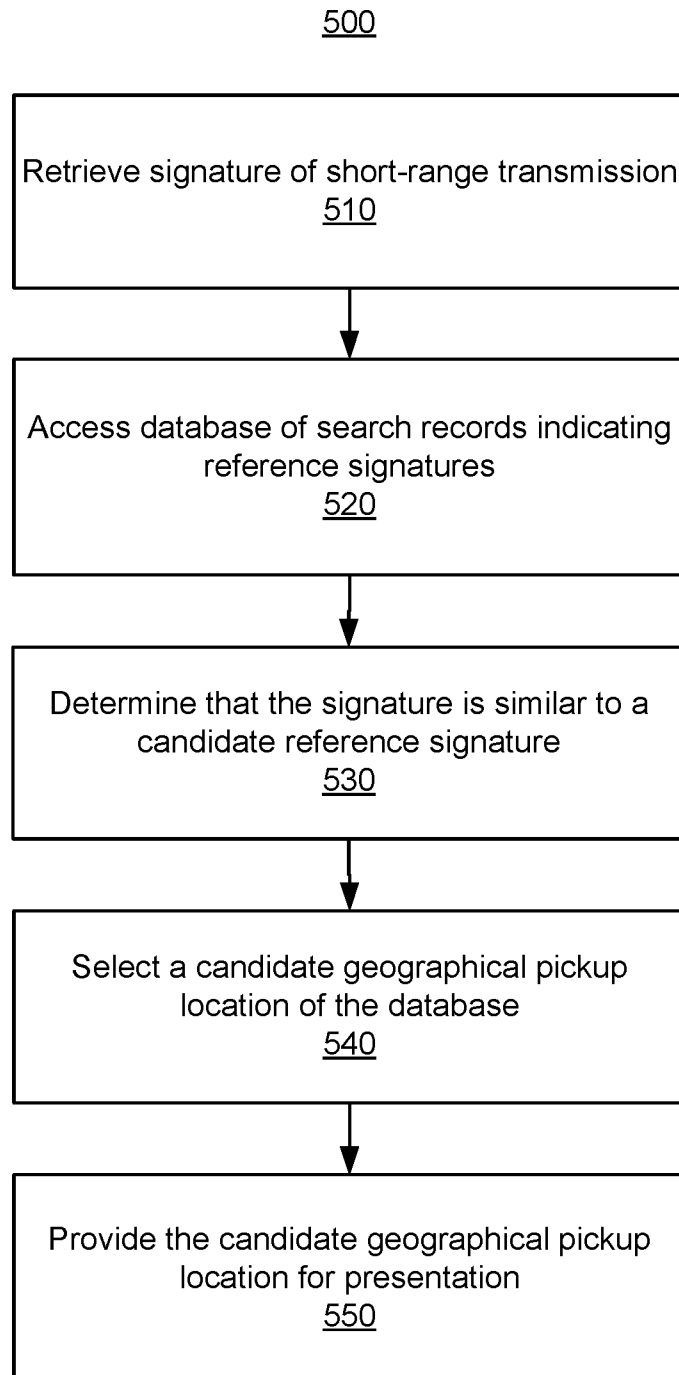 500
Retrieve signature of short-range transmission
510
Access database of search records indicating
reference signatures
520
Determine that the signature is similar to a
candidate reference signature
530
Select a candidate geographical pickup
location of the database
540
Provide the candidate geographical pickup
location for presentation
550